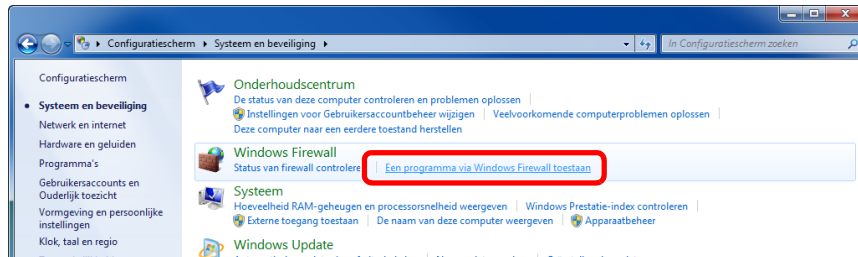 Configuratiescherm ▸ Systeem en beveiliging ▸
In Configuratiescherm zoeken
Configuratiescherm
Systeem en beveiliging
Netwerk en internet
Hardware en geluiden
Programma's
Gebruikersaccounts en
Ouderlijk toezicht
Vormgeving en persoonlijke
instellingen
Klok, taal en regio
Onderhoudscentrum
De status van deze computer controleren en problemen oplossen
Instellingen voor Gebruikersaccountbeheer wijzigen | Veelvoorkomende computerproblemen oplossen
Deze computer naar een eerdere toestand herstellen
Windows Firewall
Status van firewall controlere Een programma via Windows Firewall toestaan
Systeem
Hoeveelheid RAM-geheugen en processorsnelheid weergeven | Windows Prestatie-index controleren
Externe toegang toestaan | De naam van deze computer weergeven | Apparaatbeheer
Windows Update